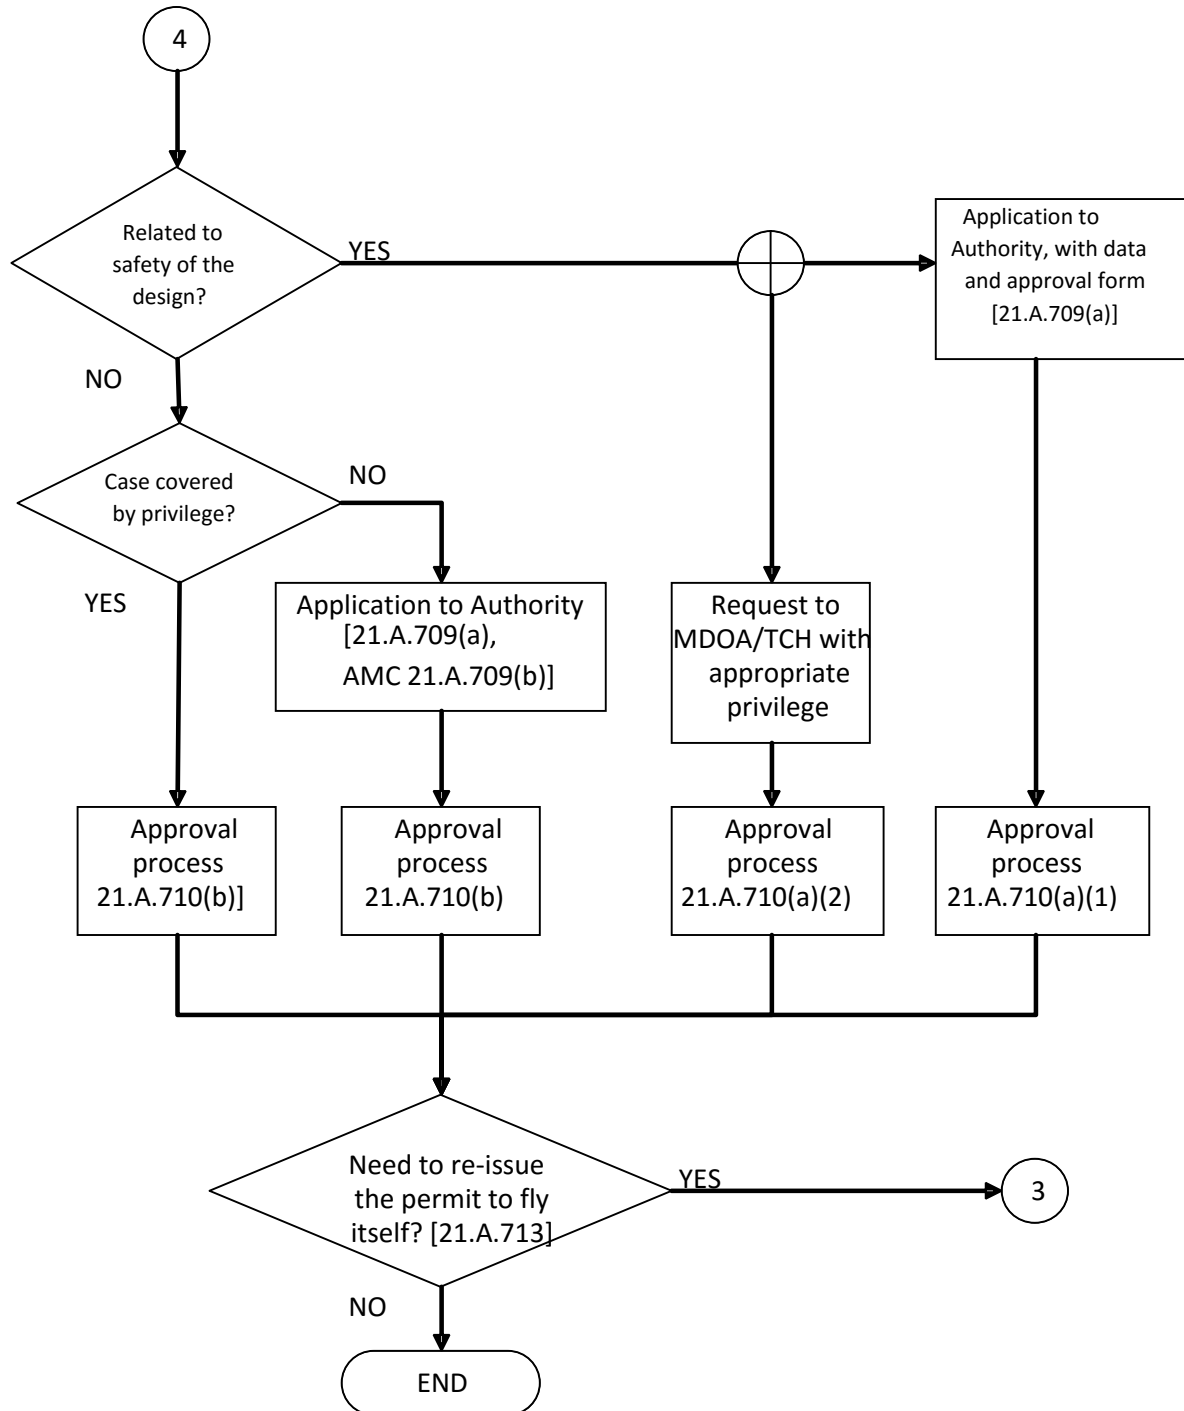 4
Related to
safety of the
design?
YES
Application to
Authority, with data
and approval form
[21.A.709(a)]
NO
Case covered
by privilege?
NO
YES
Application to Authority
[21.A.709(a),
AMC 21.A.709(b)]
Request to
MDOA/TCH with
appropriate
privilege
Approval
process
21.A.710(b)]
Approval
process
21.A.710(b)
Approval
process
21.A.710(a)(2)
Approval
process
21.A.710(a)(1)
Need to re-issue
the permit to fly
itself? [21.A.713]
YES
3
NO
END